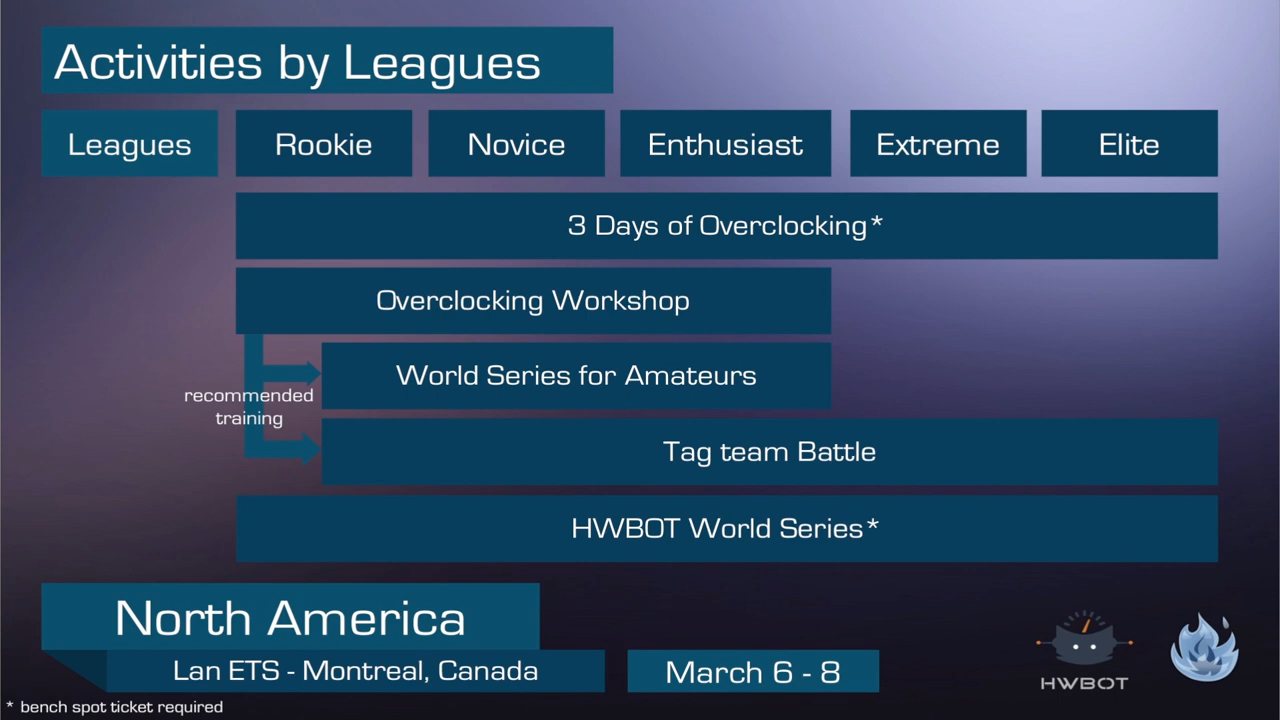 Activities by Leagues
Leagues
Rookie
Novice
Enthusiast
Extreme
Elite
3 Days of Overclocking*
Overclocking Workshop
World Series for Amateurs
recommended
training
Tag team Battle
HWBOT World Series*
North America
Lan ETS - Montreal, Canada
March 6 - 8
HWBOT
* bench spot ticket required